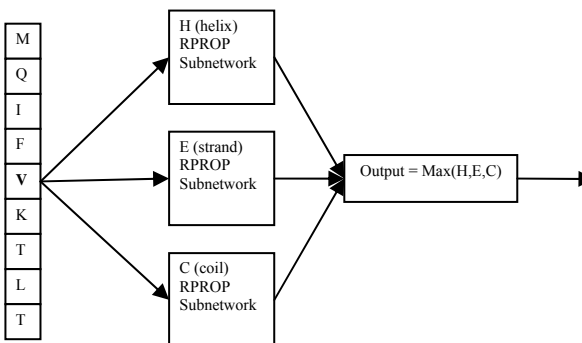 M
Q
I
F
V
K
T
L
T
H (helix)
RPROP
Subnetwork
E (strand)
RPROP
Subnetwork
C (coil)
RPROP
Subnetwork
Output = Max(H,E,C)